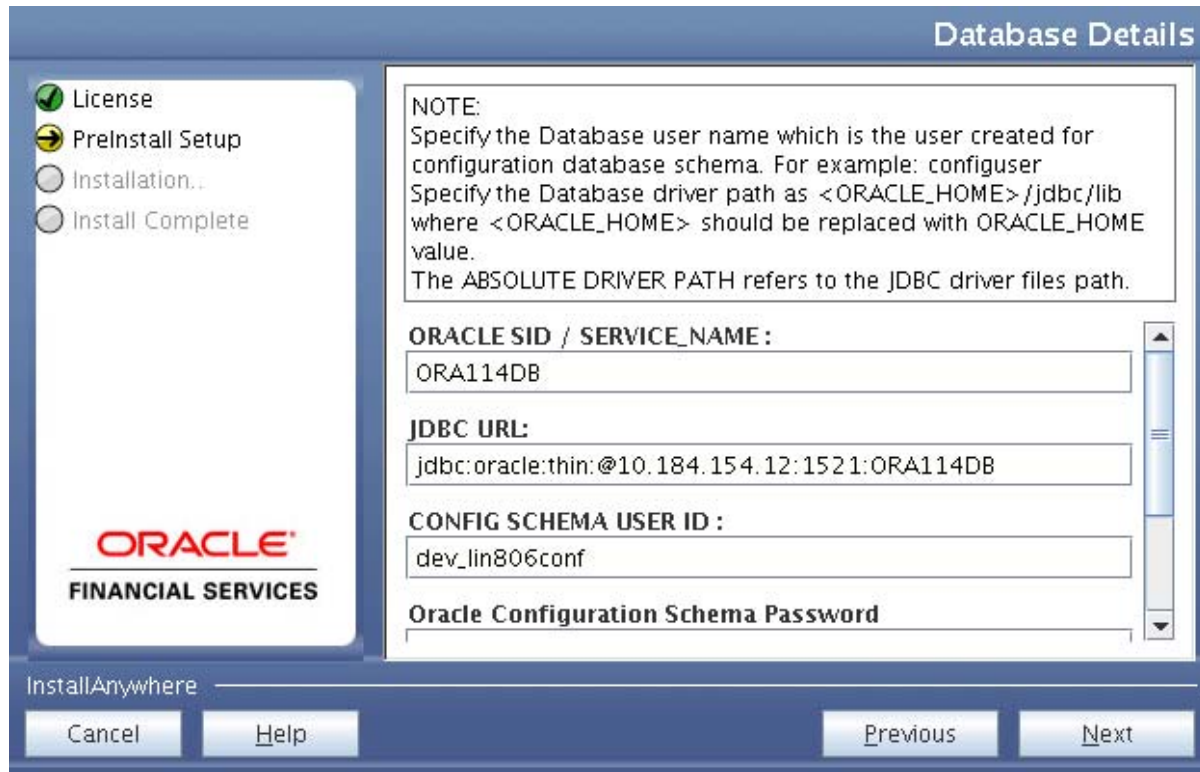 Database Details
License
PreInstall Setup
Installation..
Install Complete
ORACLE
FINANCIAL SERVICES
NOTE:
Specify the Database user name which is the user created for
configuration database schema. For example: configuser
Specify the Database driver path as <ORACLE_HOME>/jdbc/lib
where <ORACLE_HOME> should be replaced with ORACLE_HOME
value.
The ABSOLUTE DRIVER PATH refers to the JDBC driver files path.
ORACLE SID / SERVICE_NAME :
ORA114DB
JDBC URL:
jdbc:oracle:thin:@10.184.154.12:1521:ORA114DB
CONFIG SCHEMA USER ID :
dev_lin806conf
Oracle Configuration Schema Password
InstallAnywhere
Cancel
Help
Previous
Next